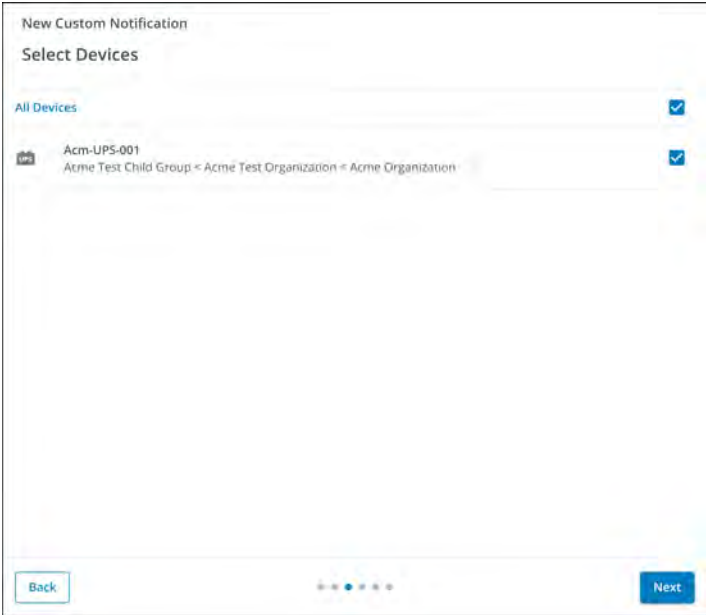 New Custom Notification
Select Devices
All Devices
UPS
Acm-UPS-001
Acme Test Child Group < Acme Test Organization < Acme Organization
Back
Next